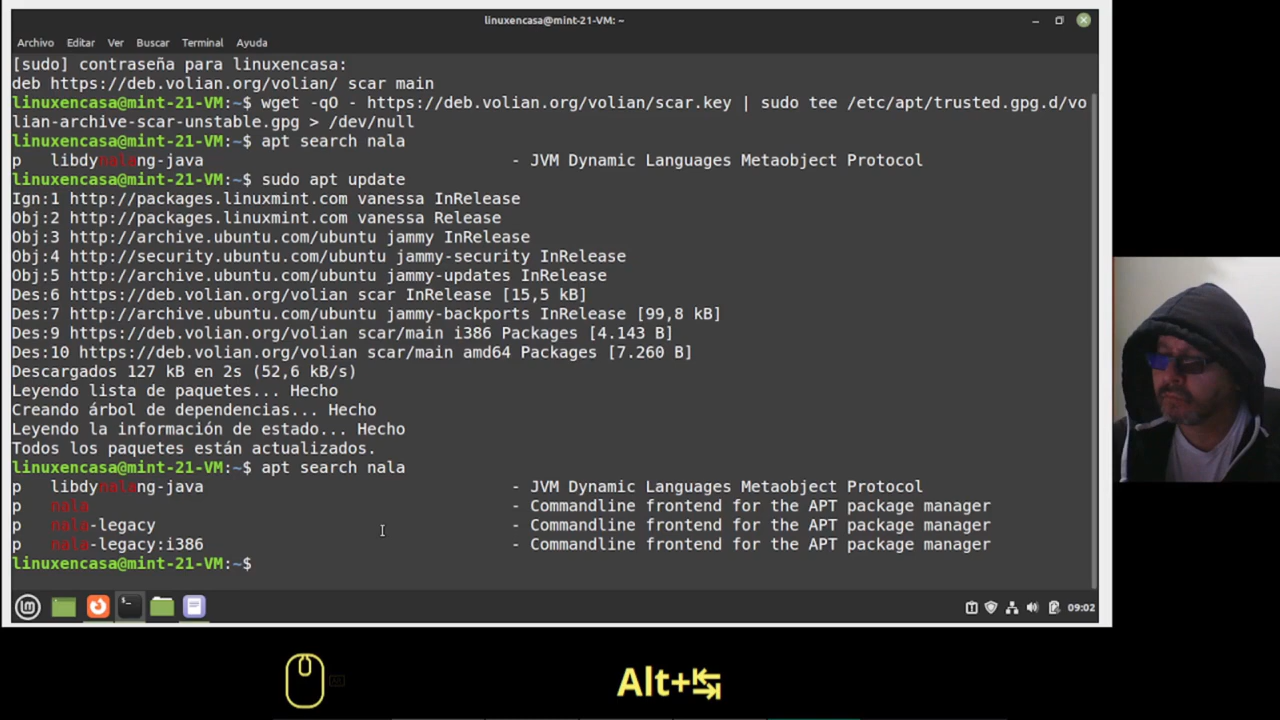 linuxencasa@mint-21-VM: ~
Archivo Editar Ver Buscar Terminal Ayuda
[sudo] contraseña para linuxencasa:
deb https://deb.volian.org/volian/ scar main
linuxencasa@mint-21-VM:~$ wget -qO - https://deb.volian.org/volian/scar.key | sudo tee /etc/apt/trusted.gpg.d/vo
lian-archive-scar-unstable.gpg > /dev/null
linuxencasa@mint-21-VM:~$ apt search nala
p libdynalang-java - JVM Dynamic Languages Metaobject Protocol
linuxencasa@mint-21-VM:~$ sudo apt update
Ign:1 http://packages.linuxmint.com vanessa InRelease
Obj:2 http://packages.linuxmint.com vanessa Release
Obj:3 http://archive.ubuntu.com/ubuntu jammy InRelease
Obj:4 http://security.ubuntu.com/ubuntu jammy-security InRelease
Obj:5 http://archive.ubuntu.com/ubuntu jammy-updates InRelease
Des:6 https://deb.volian.org/volian scar InRelease [15,5 kB]
Des:7 http://archive.ubuntu.com/ubuntu jammy-backports InRelease [99,8 kB]
Des:9 https://deb.volian.org/volian scar/main i386 Packages [4.143 B]
Des:10 https://deb.volian.org/volian scar/main amd64 Packages [7.260 B]
Descargados 127 kB en 2s (52,6 kB/s)
Leyendo lista de paquetes... Hecho
Creando árbol de dependencias... Hecho
Leyendo la información de estado... Hecho
Todos los paquetes están actualizados.
linuxencasa@mint-21-VM:~$ apt search nala
p libdynalang-java - JVM Dynamic Languages Metaobject Protocol
p nala - Commandline frontend for the APT package manager
p nala-legacy - Commandline frontend for the APT package manager
p nala-legacy:i386 - Commandline frontend for the APT package manager
linuxencasa@mint-21-VM:~$
09:02
Alt+↹